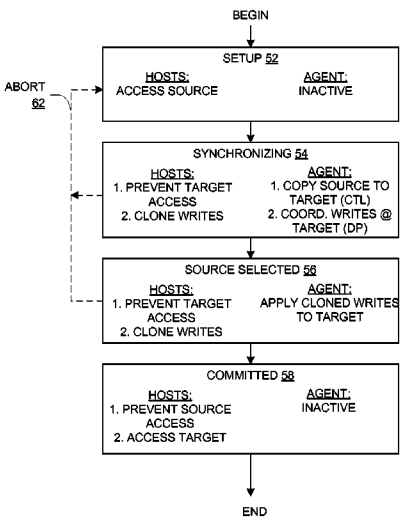 BEGIN
SETUP 52
HOSTS:
ACCESS SOURCE
AGENT:
INACTIVE
ABORT
62
SYNCHRONIZING 54
HOSTS:
1. PREVENT TARGET
ACCESS
2. CLONE WRITES
AGENT:
1. COPY SOURCE TO
TARGET (CTL)
2. COORD. WRITES @
TARGET (DP)
SOURCE SELECTED 56
HOSTS:
1. PREVENT TARGET
ACCESS
2. CLONE WRITES
AGENT:
APPLY CLONED WRITES
TO TARGET
COMMITTED 58
HOSTS:
1. PREVENT SOURCE
ACCESS
2. ACCESS TARGET
AGENT:
INACTIVE
END